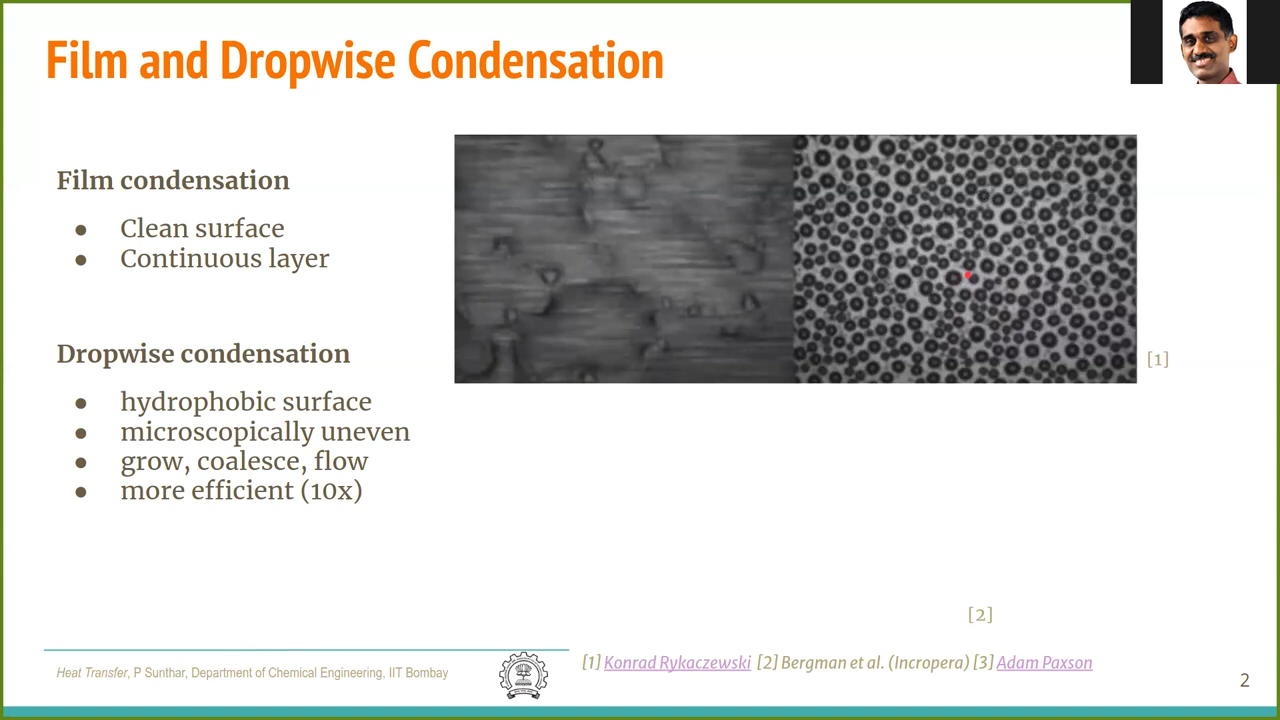 Film and Dropwise Condensation
Film condensation
● Clean surface
● Continuous layer
Dropwise condensation
● hydrophobic surface
● microscopically uneven
● grow, coalesce, flow
● more efficient (10x)
[1]
[2]
Heat Transfer, P Sunthar, Department of Chemical Engineering, IIT Bombay
[1] Konrad Rykaczewski [2] Bergman et al. (Incropera) [3] Adam Paxson
2